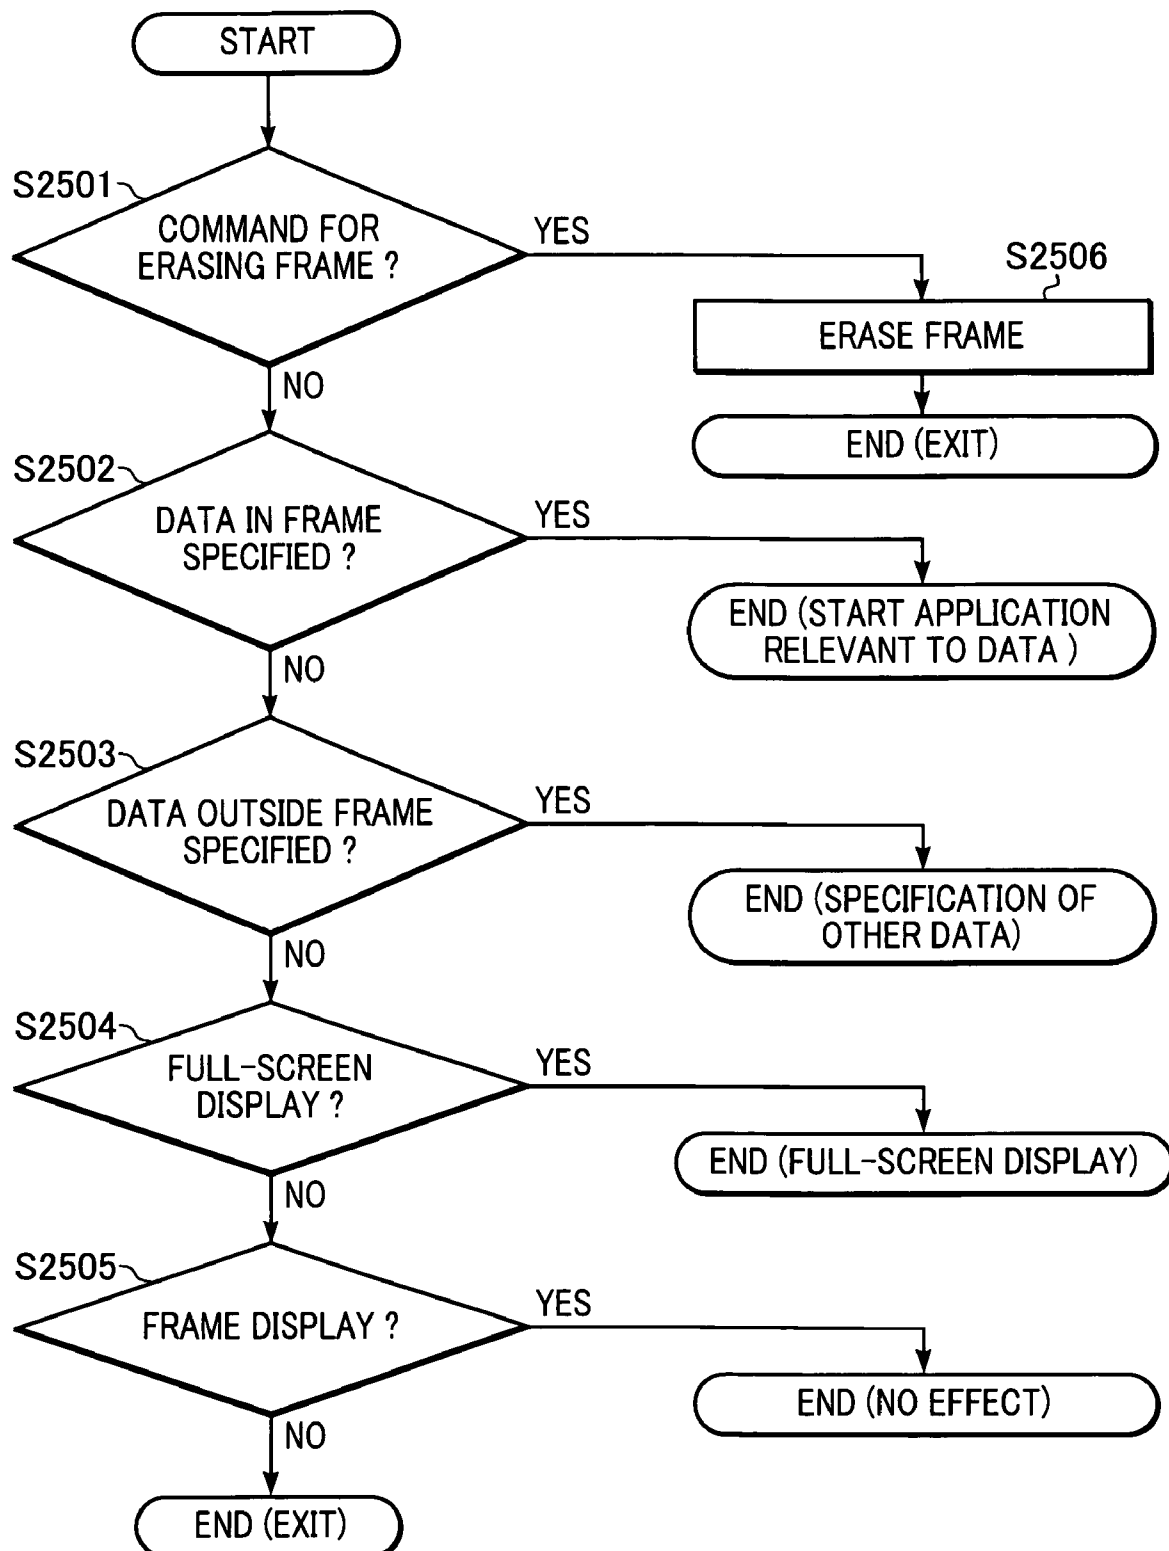 START
S2501
COMMAND FOR
ERASING FRAME ?
YES
S2506
ERASE FRAME
END (EXIT)
NO
S2502
DATA IN FRAME
SPECIFIED ?
YES
END (START APPLICATION
RELEVANT TO DATA )
NO
S2503
DATA OUTSIDE FRAME
SPECIFIED ?
YES
END (SPECIFICATION OF
OTHER DATA)
NO
S2504
FULL-SCREEN
DISPLAY ?
YES
END (FULL-SCREEN DISPLAY)
NO
S2505
FRAME DISPLAY ?
YES
END (NO EFFECT)
NO
END (EXIT)